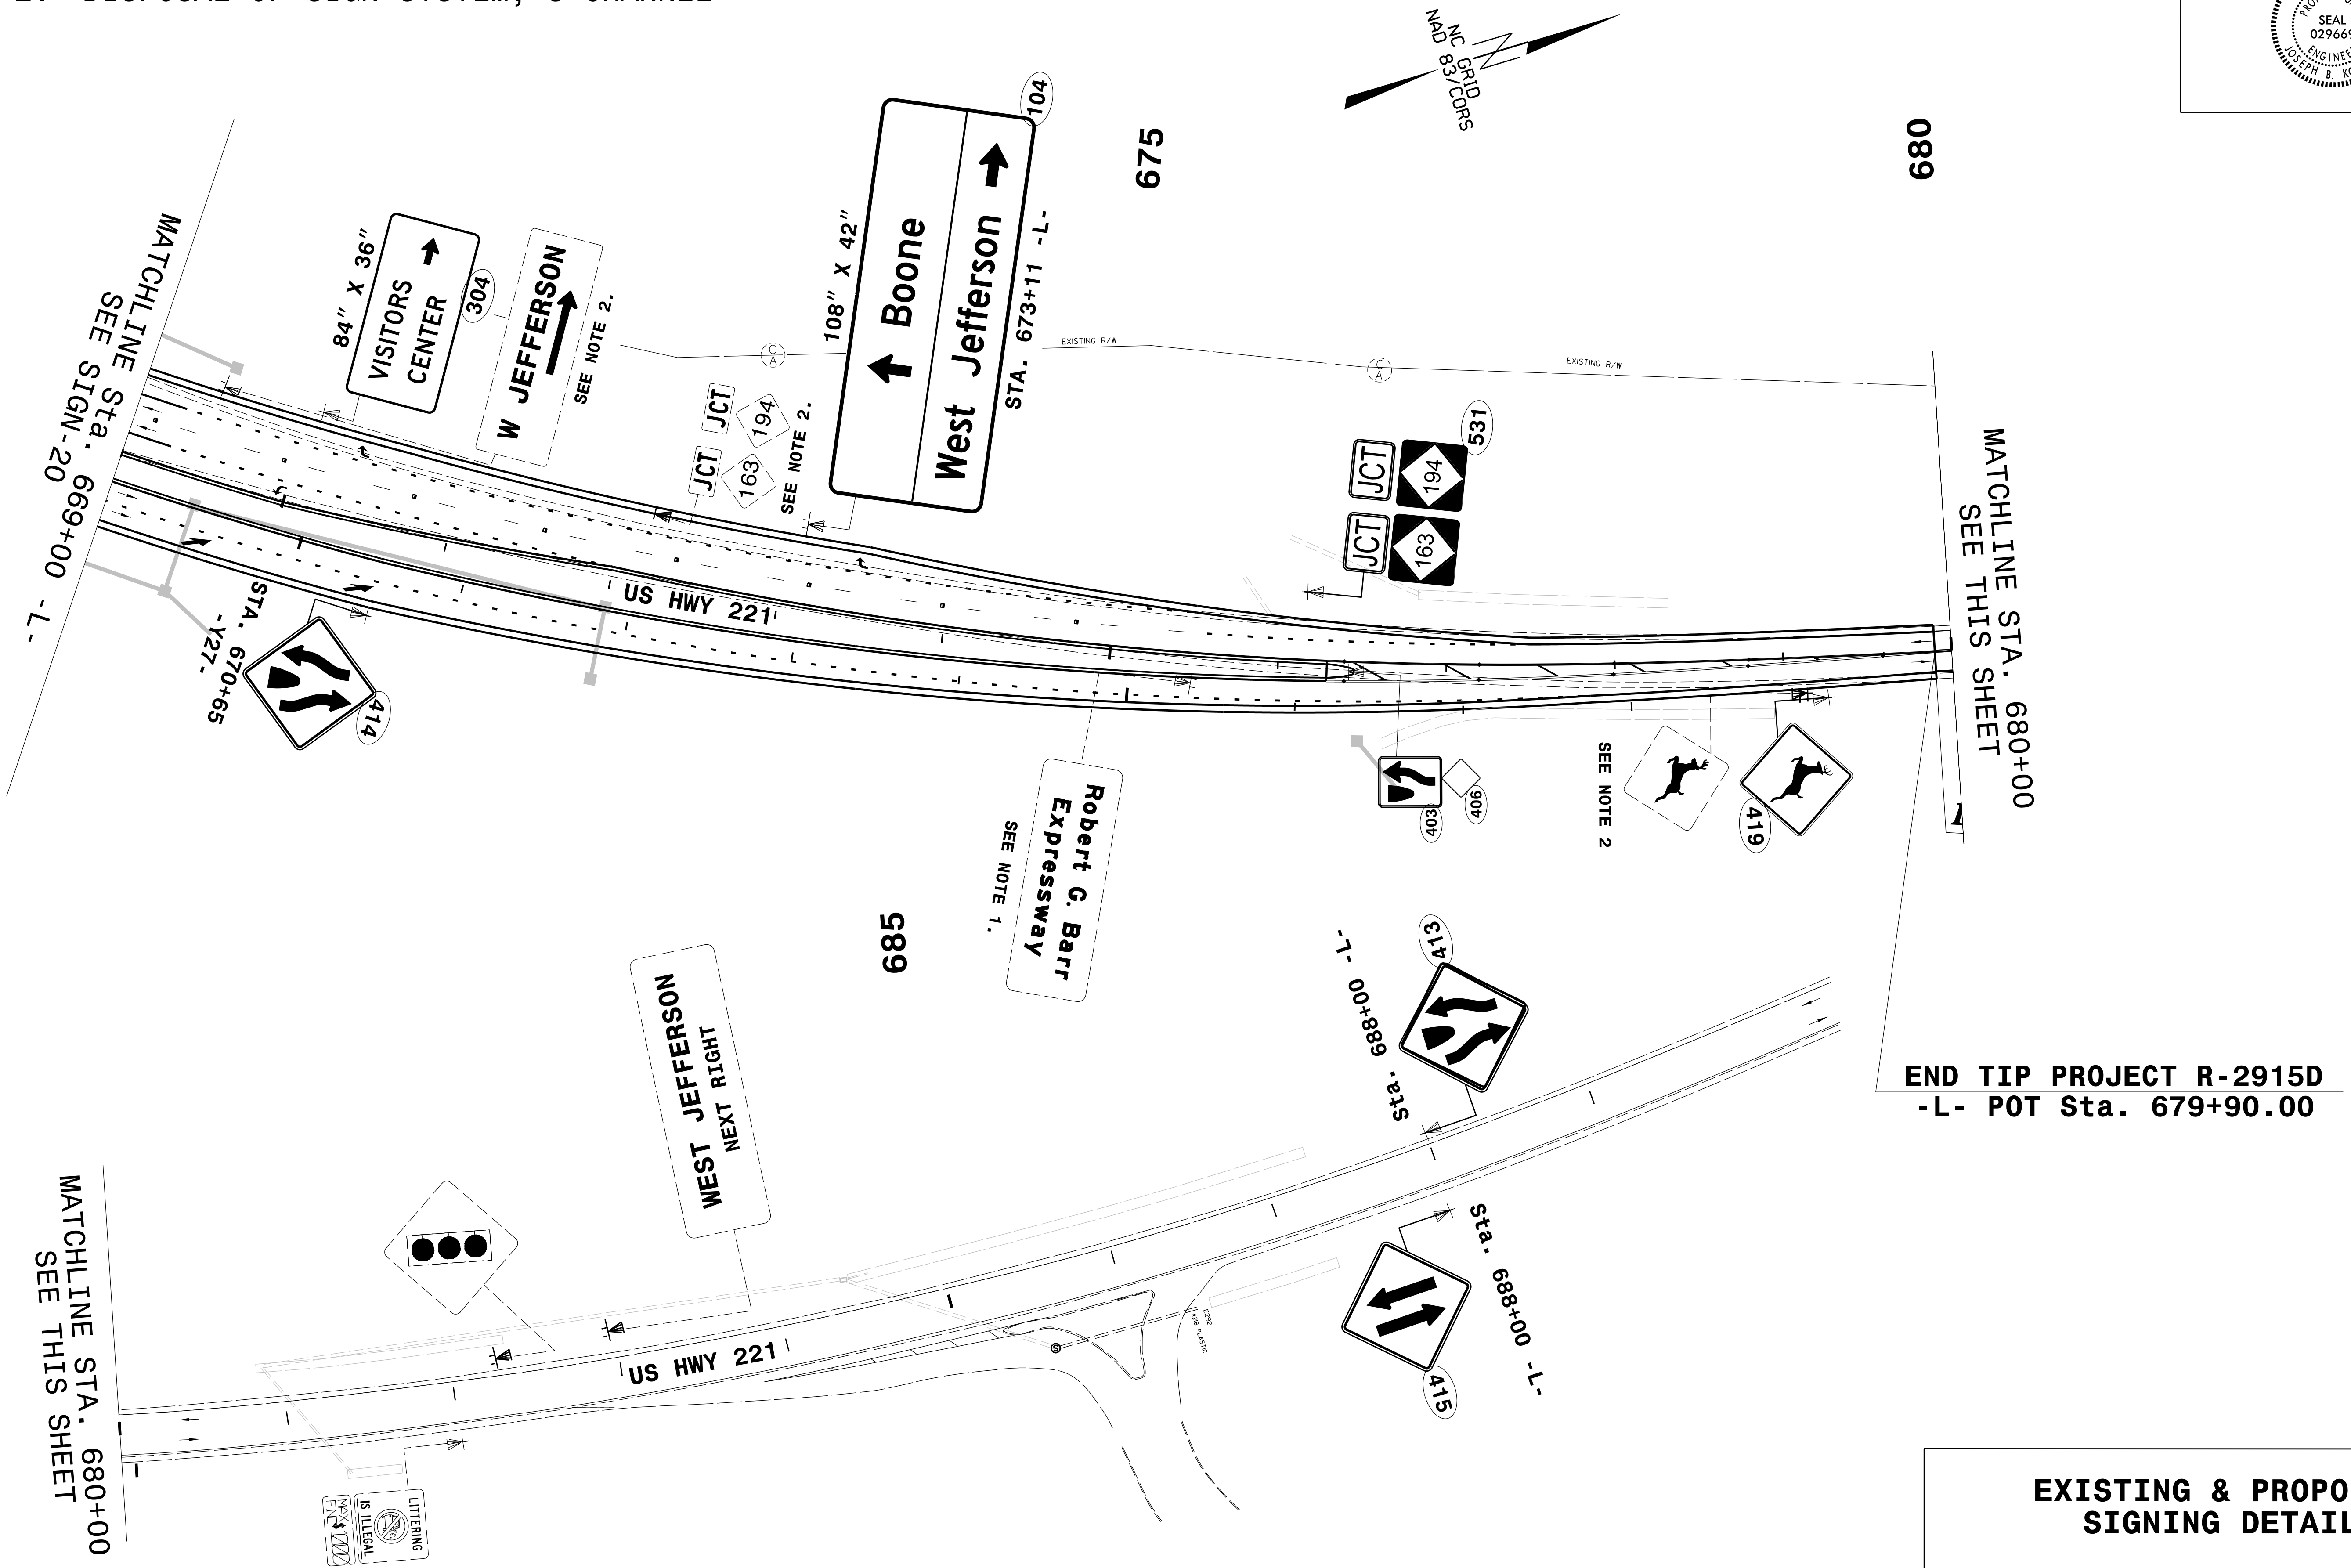 SEAL
NC GRID
NAD 83/CORS
MATCHLINE Sta. 669+00 -L-
SEE SIGN-20
84" X 36"
VISITORS
CENTER
304
W JEFFERSON
SEE NOTE 2.
JCT
194
JCT
163
SEE NOTE 2.
108" X 42"
Boone
West Jefferson
104
STA. 673+11 -L-
675
680
EXISTING R/W
EXISTING R/W
C
A
C
A
JCT
194
JCT
163
531
MATCHLINE STA. 680+00
SEE THIS SHEET
US HWY 221
STA. 670+65
-Y27-
414
Robert G. Barr
Expressway
SEE NOTE 1.
403
406
SEE NOTE 2
419
685
WEST JEFFERSON
NEXT RIGHT
413
Sta. 688+00 -L-
END TIP PROJECT R-2915D
-L- POT Sta. 679+90.00
MATCHLINE STA. 680+00
SEE THIS SHEET
US HWY 221
S
Sta. 688+00 -L-
415
LITTERING
IS ILLEGAL
EXISTING & PROPO
SIGNING DETAIL